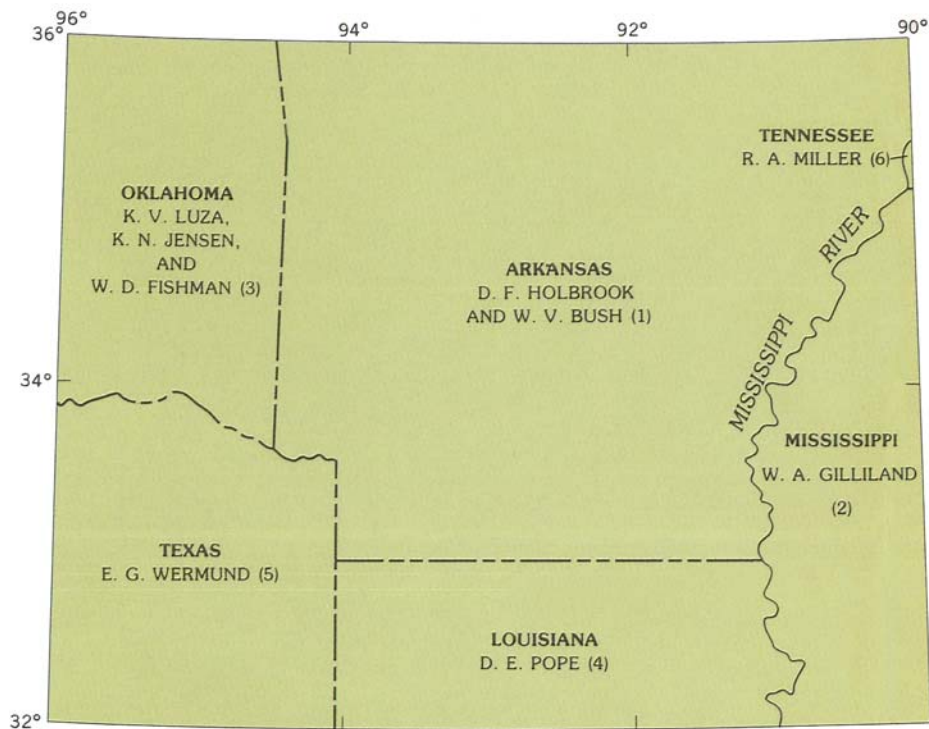 96°
36°
94°
92°
90°
TENNESSEE
R. A. MILLER (6)
OKLAHOMA
K. V. LUZA,
K. N. JENSEN,
AND
W. D. FISHMAN (3)
ARKANSAS
D. F. HOLBROOK
AND W. V. BUSH (1)
MISSISSIPPI RIVER
34°
MISSISSIPPI
W. A. GILLILAND
(2)
TEXAS
E. G. WERMUND (5)
LOUISIANA
D. E. POPE (4)
32°